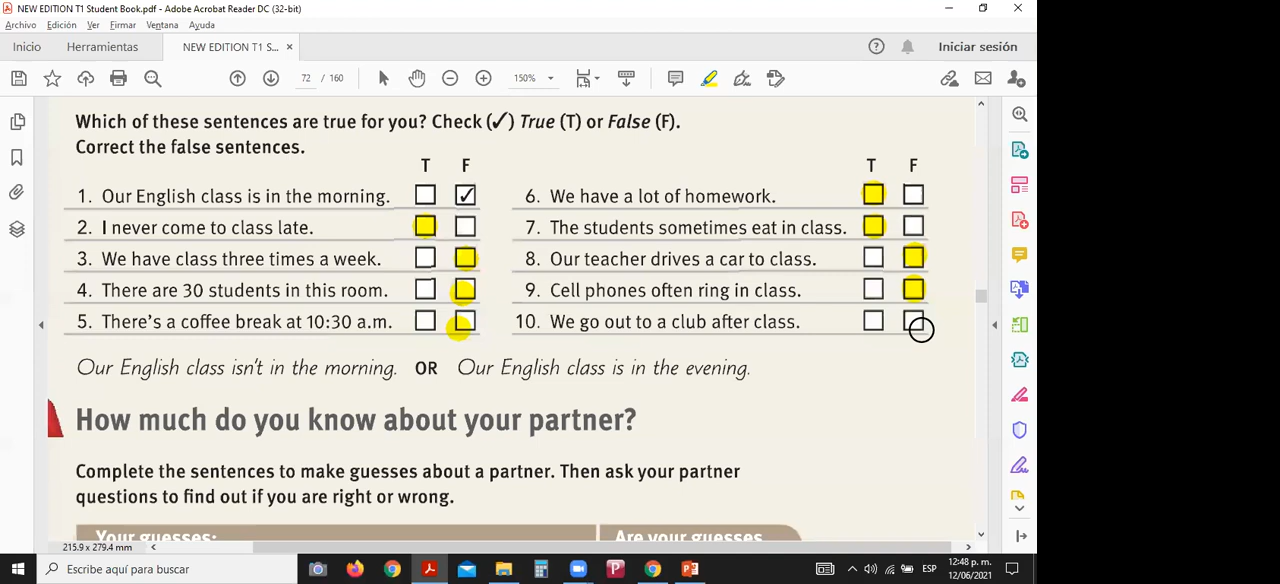 NEW EDITION T1 Student Book.pdf - Adobe Acrobat Reader DC (32-bit)
Archivo Edición Ver Firmar Ventana Ayuda
Inicio Herramientas NEW EDITION T1 S... × Iniciar sesión
72 / 160 150%
Which of these sentences are true for you? Check (✓) True (T) or False (F).
Correct the false sentences.
T F
1. Our English class is in the morning. ✓
2. I never come to class late.
3. We have class three times a week.
4. There are 30 students in this room.
5. There's a coffee break at 10:30 a.m.
T F
6. We have a lot of homework.
7. The students sometimes eat in class.
8. Our teacher drives a car to class.
9. Cell phones often ring in class.
10. We go out to a club after class.
Our English class isn't in the morning. OR Our English class is in the evening.
How much do you know about your partner?
Complete the sentences to make guesses about a partner. Then ask your partner
questions to find out if you are right or wrong.
Your guesses: Are your guesses
215.9 x 279.4 mm
Escribe aquí para buscar
ESP
12:48 p. m.
12/06/2021